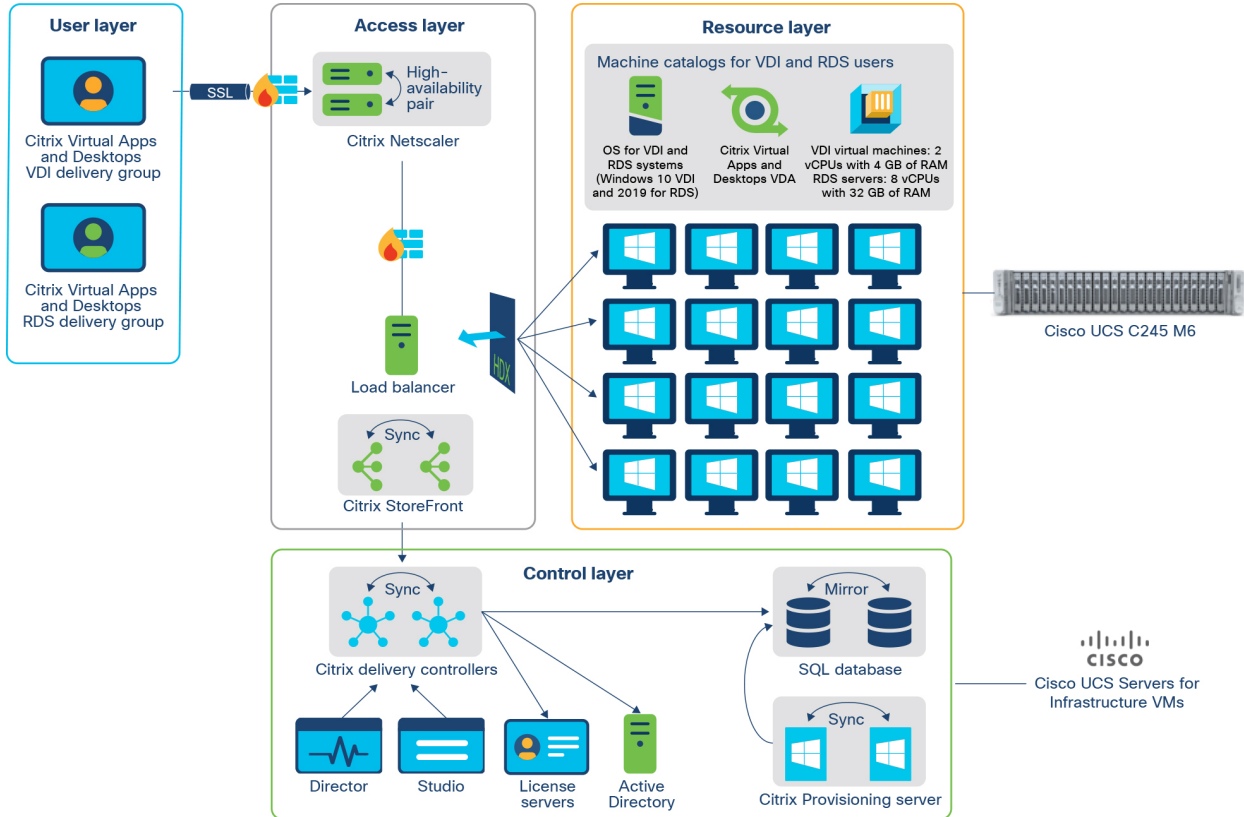 User layer
Citrix Virtual Apps
and Desktops
VDI delivery group
Citrix Virtual Apps
and Desktops
RDS delivery group
SSL
Access layer
High-
availability
pair
Citrix Netscaler
Load balancer
HDX
Sync
Citrix StoreFront
Resource layer
Machine catalogs for VDI and RDS users
OS for VDI and
RDS systems
(Windows 10 VDI
and 2019 for RDS)
Citrix Virtual
Apps and
Desktops VDA
VDI virtual machines: 2
vCPUs with 4 GB of RAM
RDS servers: 8 vCPUs
with 32 GB of RAM
Cisco UCS C245 M6
Control layer
Sync
Citrix delivery controllers
Director
Studio
License
servers
Active
Directory
Mirror
SQL database
Sync
Citrix Provisioning server
CISCO
Cisco UCS Servers for
Infrastructure VMs